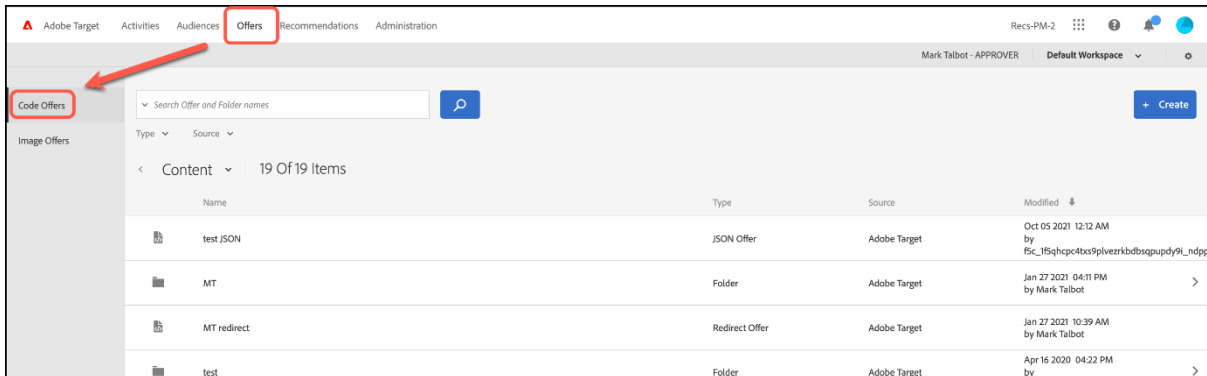 Adobe Target Activities Audiences Offers Recommendations Administration Recs-PM-2
Mark Talbot - APPROVER Default Workspace
Code Offers
Search Offer and Folder names
+ Create
Image Offers
Type Source
Content 19 Of 19 Items
Name Type Source Modified
test JSON JSON Offer Adobe Target Oct 05 2021 12:12 AM
by
f5c_1f5qhcpc4txs9plvezrkbdbsqpupdy9i_ndpp
MT Folder Adobe Target Jan 27 2021 04:11 PM
by Mark Talbot
MT redirect Redirect Offer Adobe Target Jan 27 2021 10:39 AM
by Mark Talbot
test Folder Adobe Target Apr 16 2020 04:22 PM
by